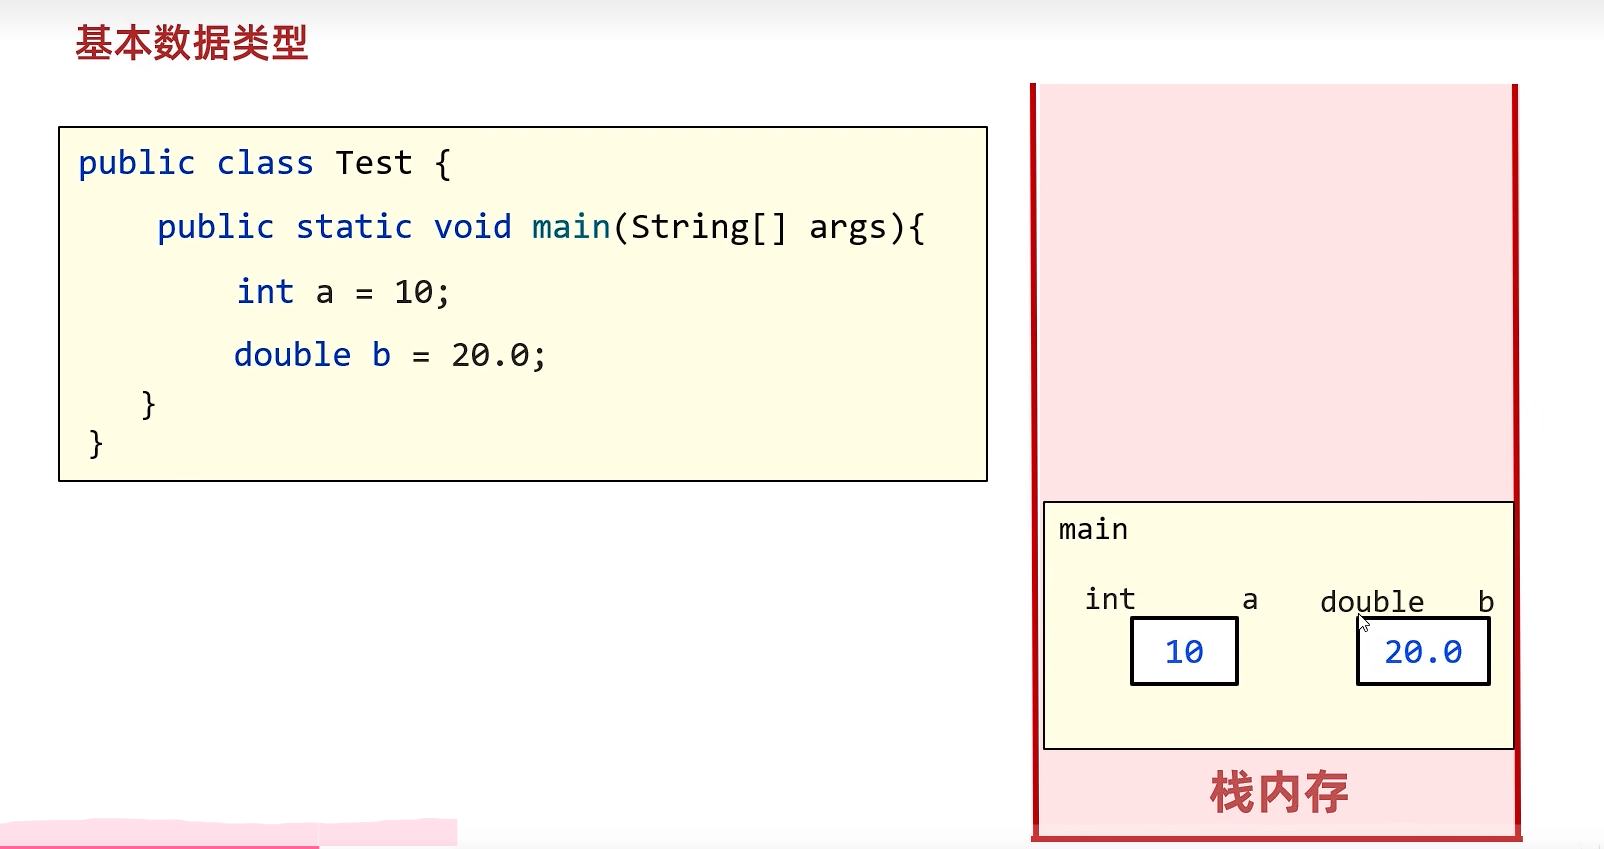 基本数据类型
public class Test {
public static void main(String[] args){
int a = 10;
double b = 20.0;
}
}
main
int a double b
10 20.0
栈内存